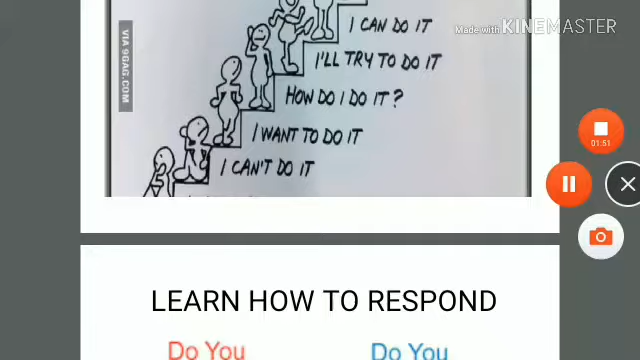 I CAN DO IT
Made with KINEMASTER
VIA 9GAG.COM
I'LL TRY TO DO IT
HOW DO I DO IT?
I WANT TO DO IT
01:51
I CAN'T DO IT
LEARN HOW TO RESPOND
Do You
Do You